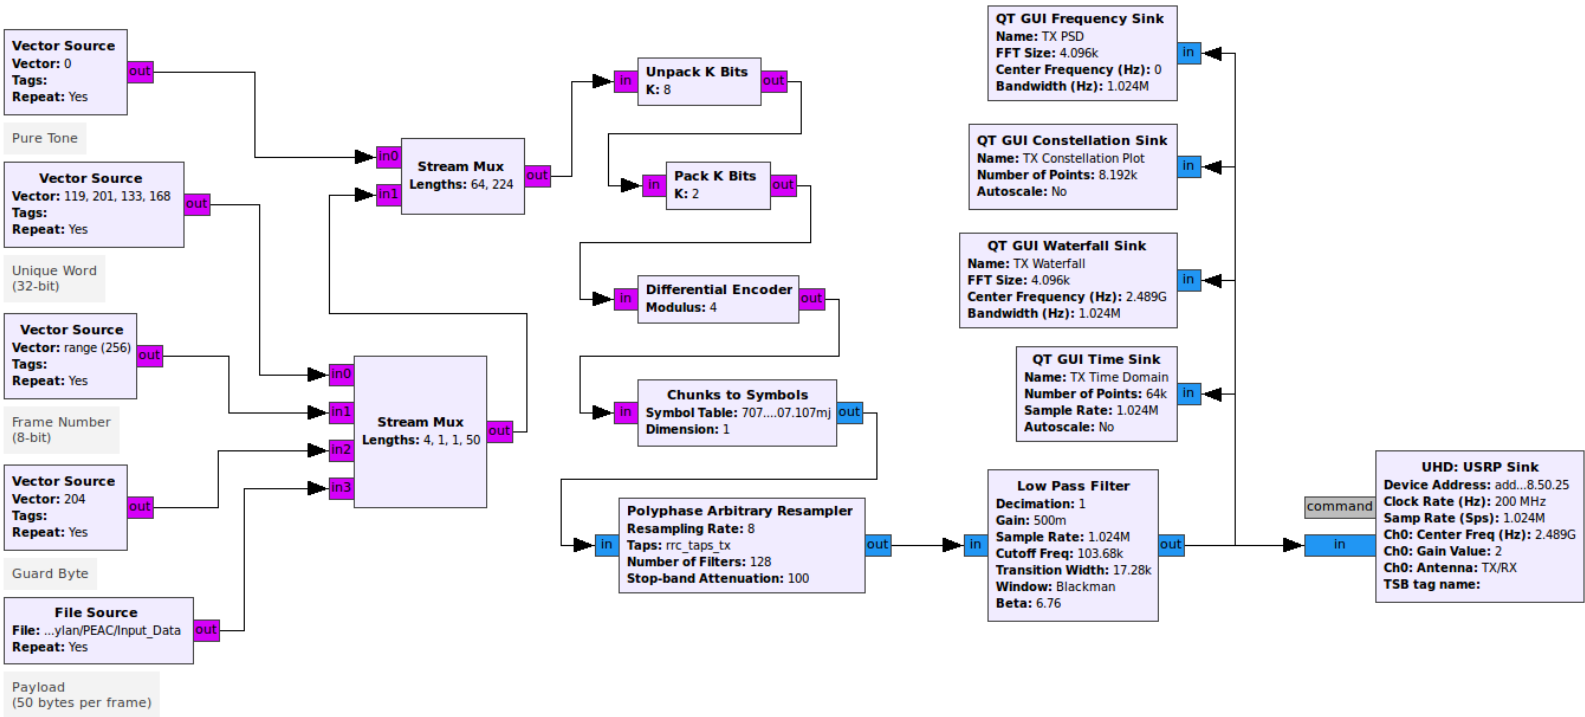 Vector Source
Vector: 0
Tags:
Repeat: Yes
out
Pure Tone
Vector Source
Vector: 119, 201, 133, 168
Tags:
Repeat: Yes
out
Unique Word
(32-bit)
Vector Source
Vector: range (256)
Tags:
Repeat: Yes
out
Frame Number
(8-bit)
Vector Source
Vector: 204
Tags:
Repeat: Yes
out
Guard Byte
File Source
File: ...ylan/PEAC/Input_Data
Repeat: Yes
out
Payload
(50 bytes per frame)
in0
in1
Stream Mux
Lengths: 64, 224
out
in0
in1
in2
in3
Stream Mux
Lengths: 4, 1, 1, 50
out
in
Unpack K Bits
K: 8
out
in
Pack K Bits
K: 2
out
in
Differential Encoder
Modulus: 4
out
in
Chunks to Symbols
Symbol Table: 707....07.107mj
Dimension: 1
out
in
Polyphase Arbitrary Resampler
Resampling Rate: 8
Taps: rrc_taps_tx
Number of Filters: 128
Stop-band Attenuation: 100
out
QT GUI Frequency Sink
Name: TX PSD
FFT Size: 4.096k
Center Frequency (Hz): 0
Bandwidth (Hz): 1.024M
in
QT GUI Constellation Sink
Name: TX Constellation Plot
Number of Points: 8.192k
Autoscale: No
in
QT GUI Waterfall Sink
Name: TX Waterfall
FFT Size: 4.096k
Center Frequency (Hz): 2.489G
Bandwidth (Hz): 1.024M
in
QT GUI Time Sink
Name: TX Time Domain
Number of Points: 64k
Sample Rate: 1.024M
Autoscale: No
in
in
Low Pass Filter
Decimation: 1
Gain: 500m
Sample Rate: 1.024M
Cutoff Freq: 103.68k
Transition Width: 17.28k
Window: Blackman
Beta: 6.76
out
command
in
UHD: USRP Sink
Device Address: add...8.50.25
Clock Rate (Hz): 200 MHz
Samp Rate (Sps): 1.024M
Ch0: Center Freq (Hz): 2.489G
Ch0: Gain Value: 2
Ch0: Antenna: TX/RX
TSB tag name: